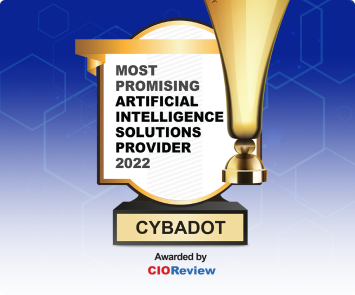 MOST
PROMISING
ARTIFICIAL
INTELLIGENCE
SOLUTIONS
PROVIDER
2022
CYBADOT
Awarded by
CIOReview